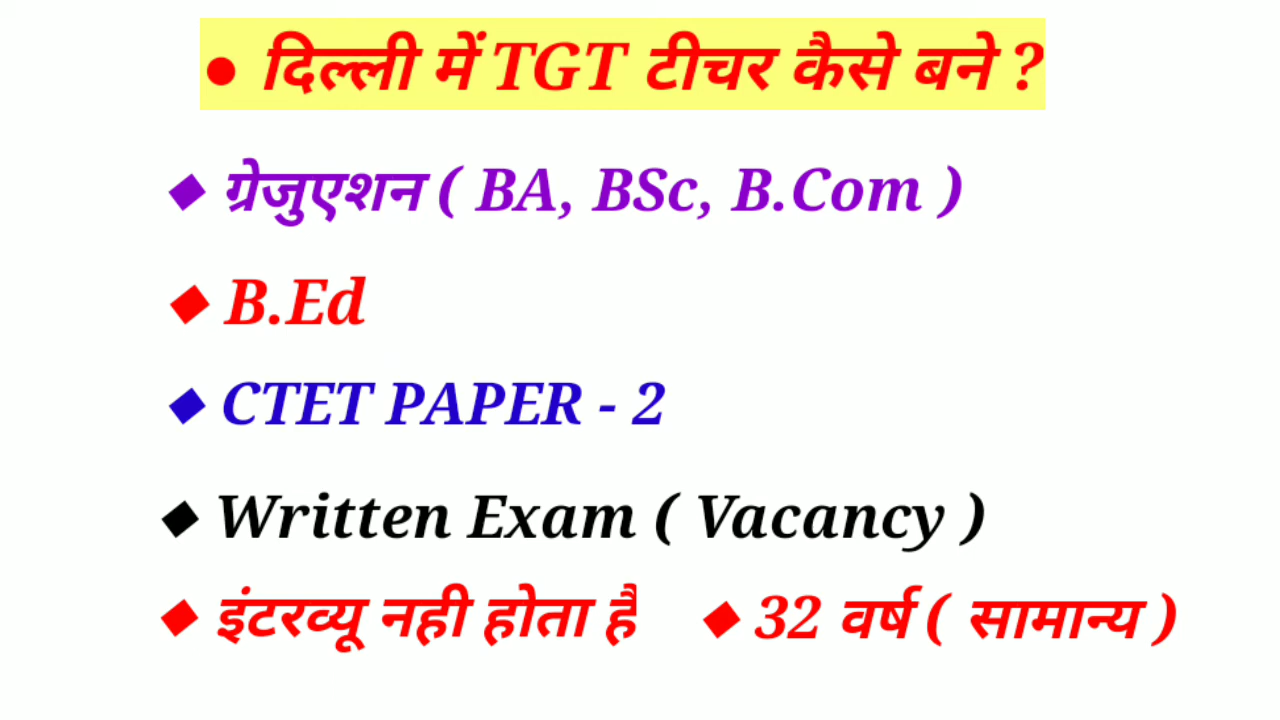 • दिल्ली में TGT टीचर कैसे बने ?
◆ ग्रेजुएशन ( BA, BSc, B.Com )
◆ B.Ed
◆ CTET PAPER - 2
◆ Written Exam ( Vacancy )
◆ इंटरव्यू नही होता है ◆ 32 वर्ष ( सामान्य )